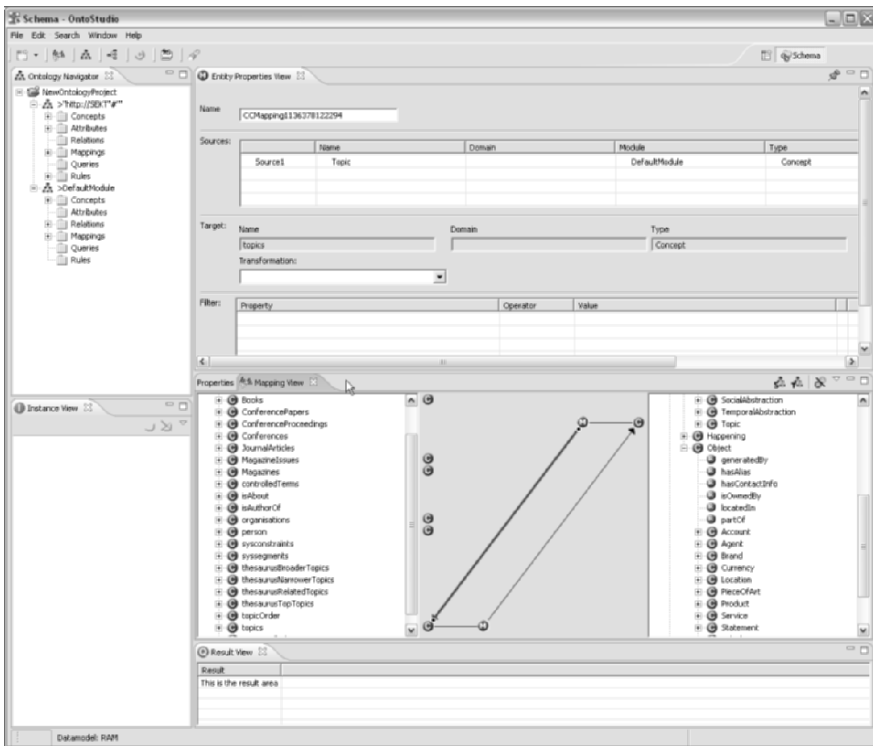 Schema - OntoStudio
File Edit Search Window Help
Schema
Ontology Navigator
NewOntologyProject
>"http://SEKT"#""
Concepts
Attributes
Relations
Mappings
Queries
Rules
>DefaultModule
Concepts
Attributes
Relations
Mappings
Queries
Rules
Entity Properties View
Name
CCMapping1136378122294
Sources:
Name Domain Module Type
Source1 Topic DefaultModule Concept
Target:
Name Domain Type
topics Concept
Transformation:
Filter:
Property Operator Value
Instance View
Properties Mapping View
Books
ConferencePapers
ConferenceProceedings
Conferences
JournalArticles
MagazineIssues
Magazines
controlledTerms
isAbout
isAuthorOf
organisations
person
sysconstraints
syssegments
thesaurusBroaderTopics
thesaurusNarrowerTopics
thesaurusRelatedTopics
thesaurusTopTopics
topicOrder
topics
SocialAbstraction
TemporalAbstraction
Topic
Happening
Object
generatedBy
hasAlias
hasContactInfo
isOwnedBy
locatedIn
partOf
Account
Agent
Brand
Currency
Location
PieceOfArt
Product
Service
Statement
Result View
Result
This is the result area
Datamodel: RAM